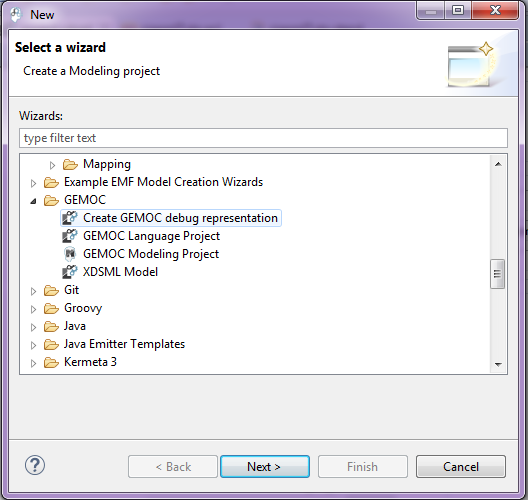 New
Select a wizard
Create a Modeling project
Wizards:
type filter text
Mapping
Example EMF Model Creation Wizards
GEMOC
Create GEMOC debug representation
GEMOC Language Project
GEMOC Modeling Project
XDSML Model
Git
Groovy
Java
Java Emitter Templates
Kermeta 3
? < Back Next > Finish Cancel